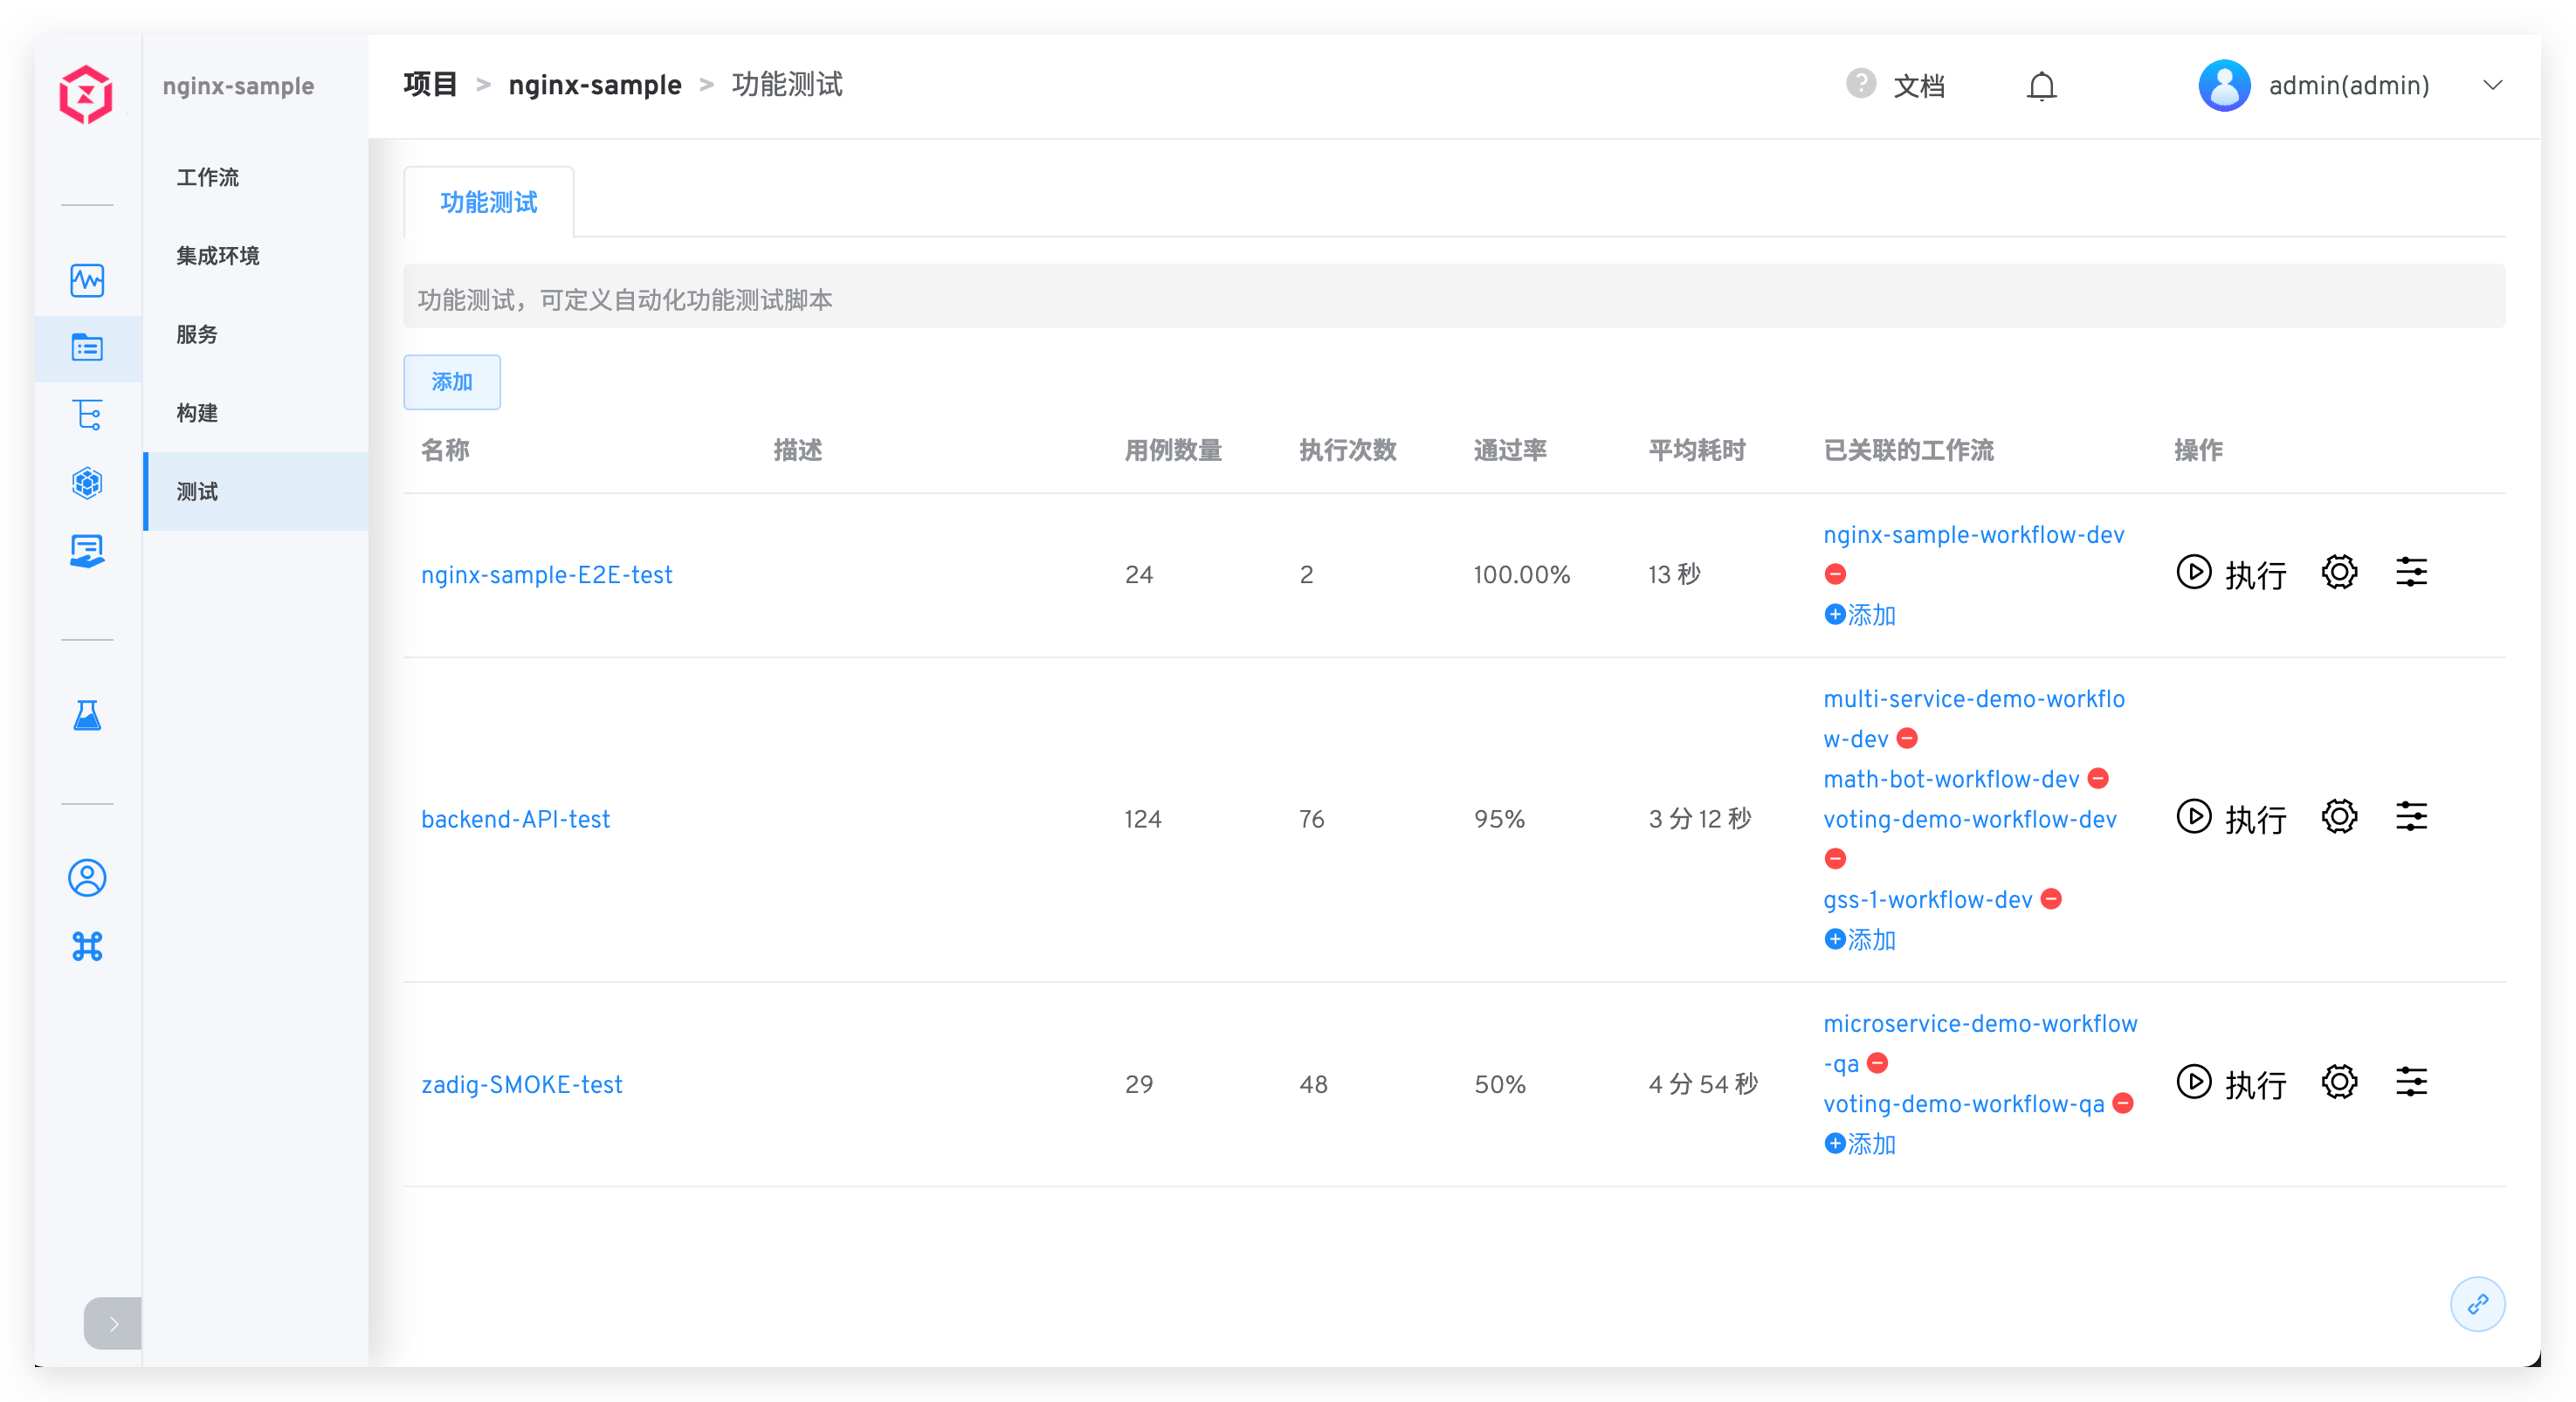 nginx-sample
项目 > nginx-sample > 功能测试
文档
admin(admin)
工作流
集成环境
服务
构建
测试
功能测试
功能测试，可定义自动化功能测试脚本
添加
名称 描述 用例数量 执行次数 通过率 平均耗时 已关联的工作流 操作
nginx-sample-E2E-test 24 2 100.00% 13 秒
nginx-sample-workflow-dev
添加
执行
backend-API-test 124 76 95% 3 分 12 秒
multi-service-demo-workflo
w-dev
math-bot-workflow-dev
voting-demo-workflow-dev
gss-1-workflow-dev
添加
执行
zadig-SMOKE-test 29 48 50% 4 分 54 秒
microservice-demo-workflow
-qa
voting-demo-workflow-qa
添加
执行